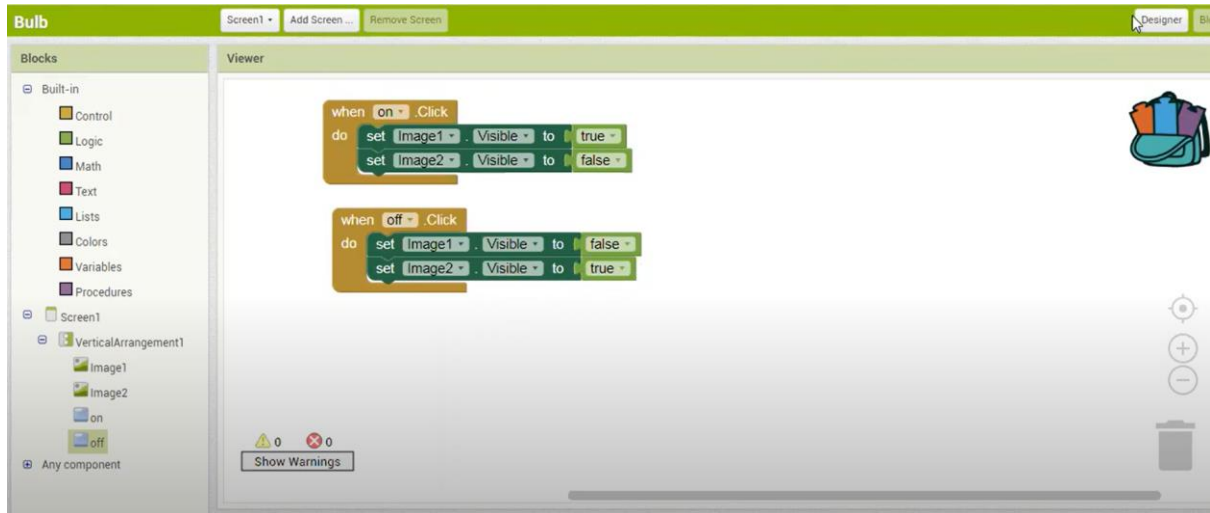 Bulb
Screen1
Add Screen ...
Remove Screen
Designer
Blocks
Viewer
Built-in
Control
Logic
Math
Text
Lists
Colors
Variables
Procedures
Screen1
VerticalArrangement1
Image1
Image2
on
off
Any component
when on .Click
do set Image1 . Visible to true
set Image2 . Visible to false
when off .Click
do set Image1 . Visible to false
set Image2 . Visible to true
0 0
Show Warnings